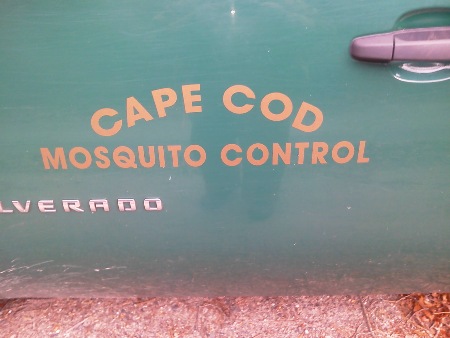 CAPE COD
MOSQUITO CONTROL
LVERADO